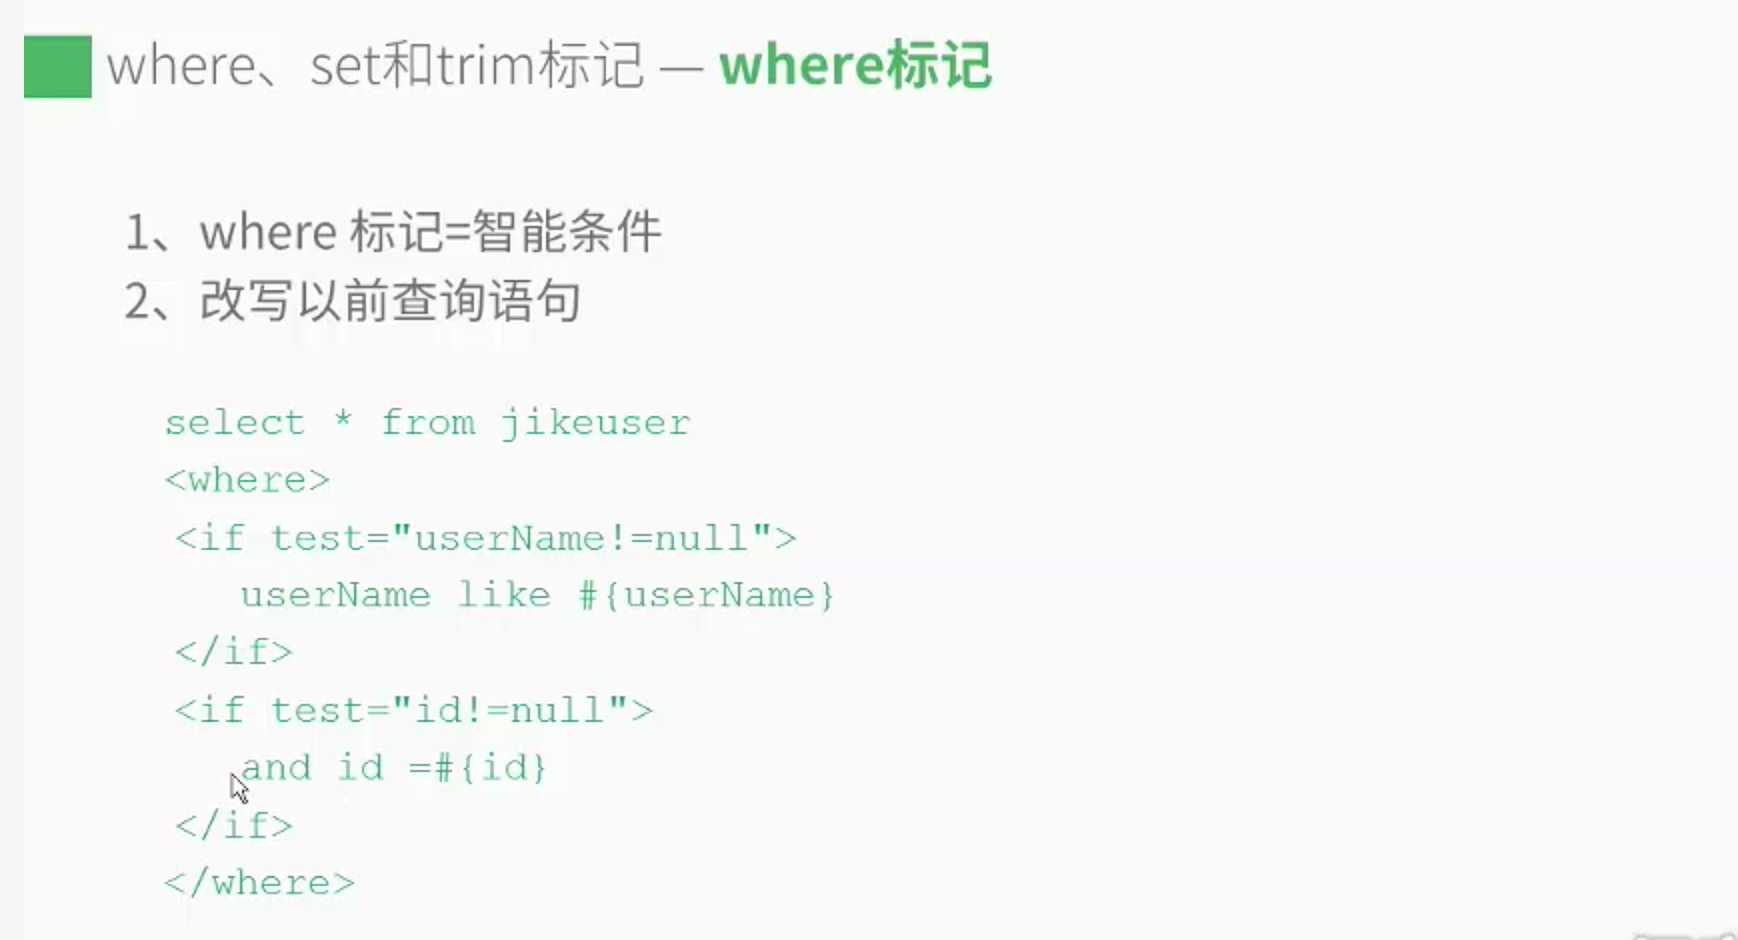 where、set和trim标记 — where标记
1、where 标记=智能条件
2、改写以前查询语句
select * from jikeuser
<where>
<if test="userName!=null">
userName like #{userName}
</if>
<if test="id!=null">
and id =#{id}
</if>
</where>